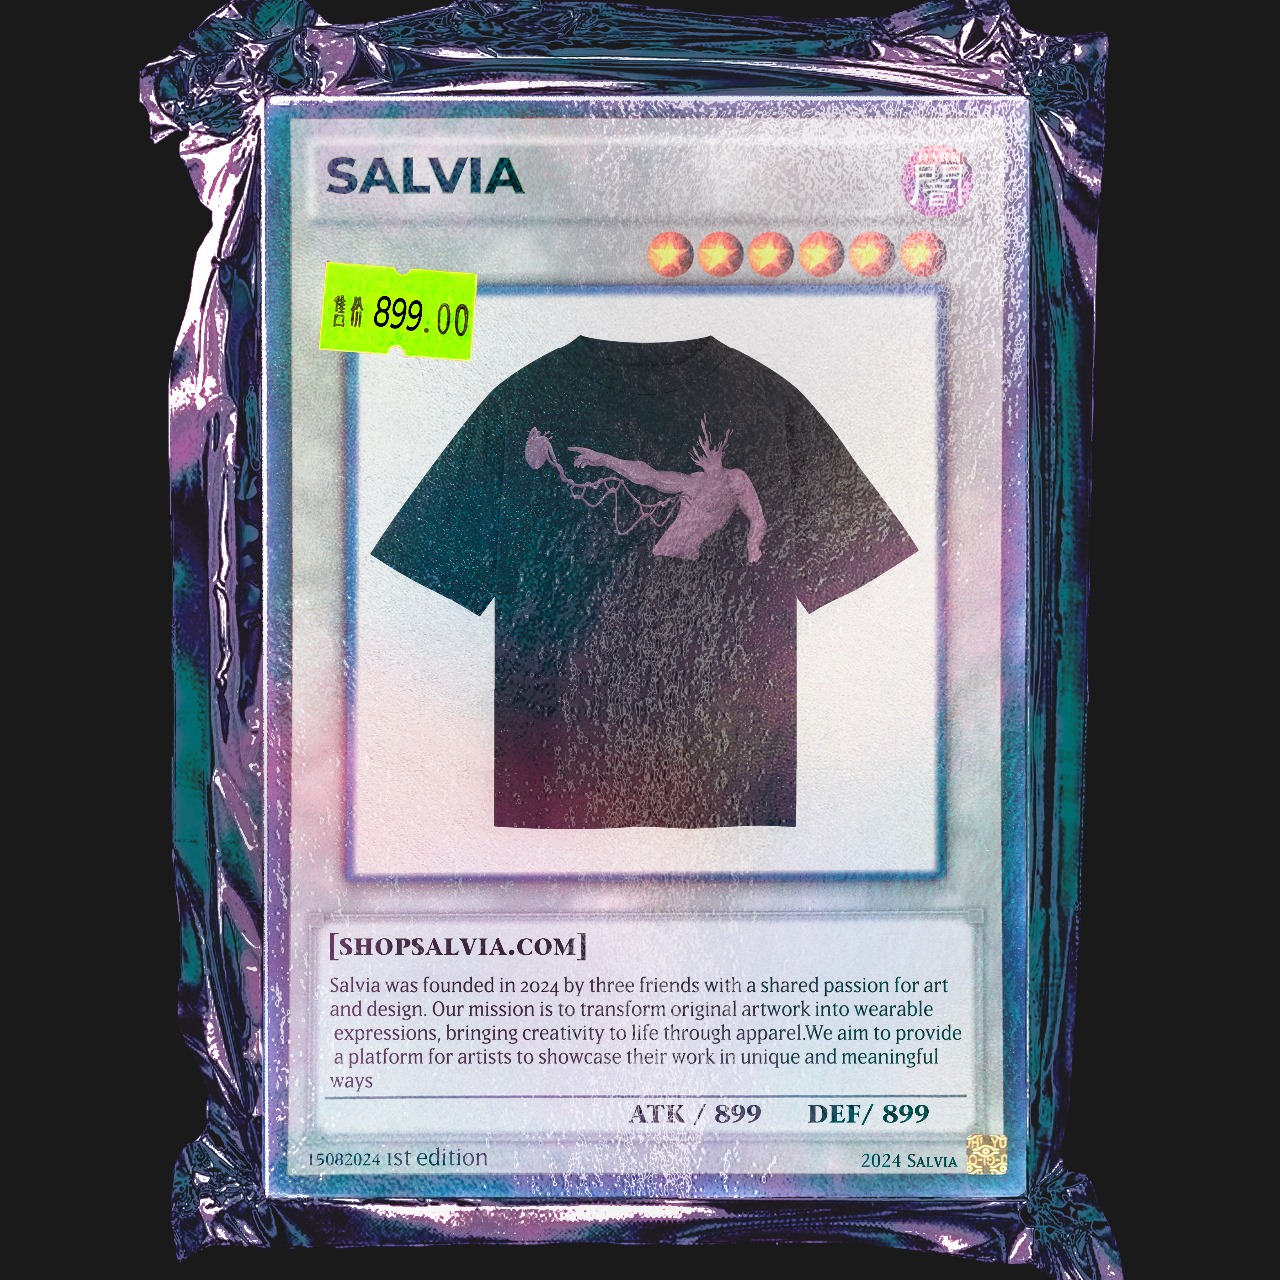 SALVIA
闇
售价 899.00
[SHOPSALVIA.COM]
Salvia was founded in 2024 by three friends with a shared passion for art
and design. Our mission is to transform original artwork into wearable
expressions, bringing creativity to life through apparel.We aim to provide
a platform for artists to showcase their work in unique and meaningful
ways
ATK / 899 DEF/ 899
15082024 1st edition
2024 SALVIA